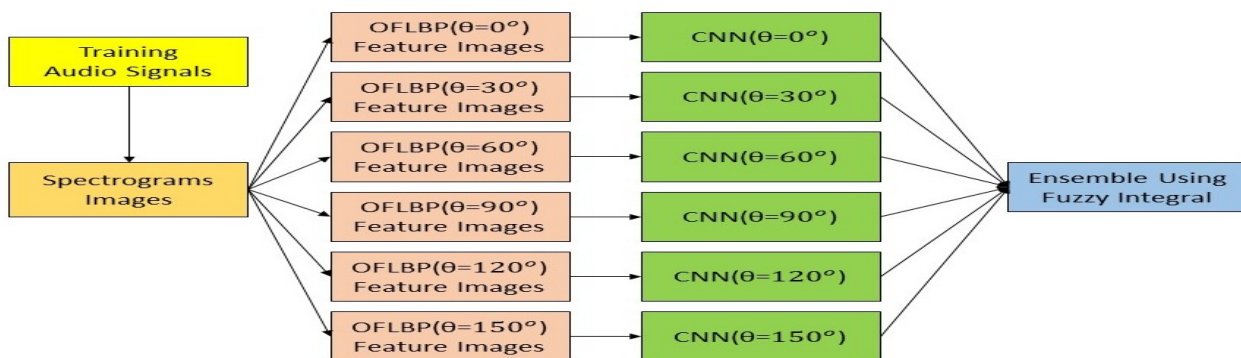 Training
Audio Signals
Spectrograms
Images
OFLBP(θ=0°)
Feature Images
OFLBP(θ=30°)
Feature Images
OFLBP(θ=60°)
Feature Images
OFLBP(θ=90°)
Feature Images
OFLBP(θ=120°)
Feature Images
OFLBP(θ=150°)
Feature Images
CNN(θ=0°)
CNN(θ=30°)
CNN(θ=60°)
CNN(θ=90°)
CNN(θ=120°)
CNN(θ=150°)
Ensemble Using
Fuzzy Integral